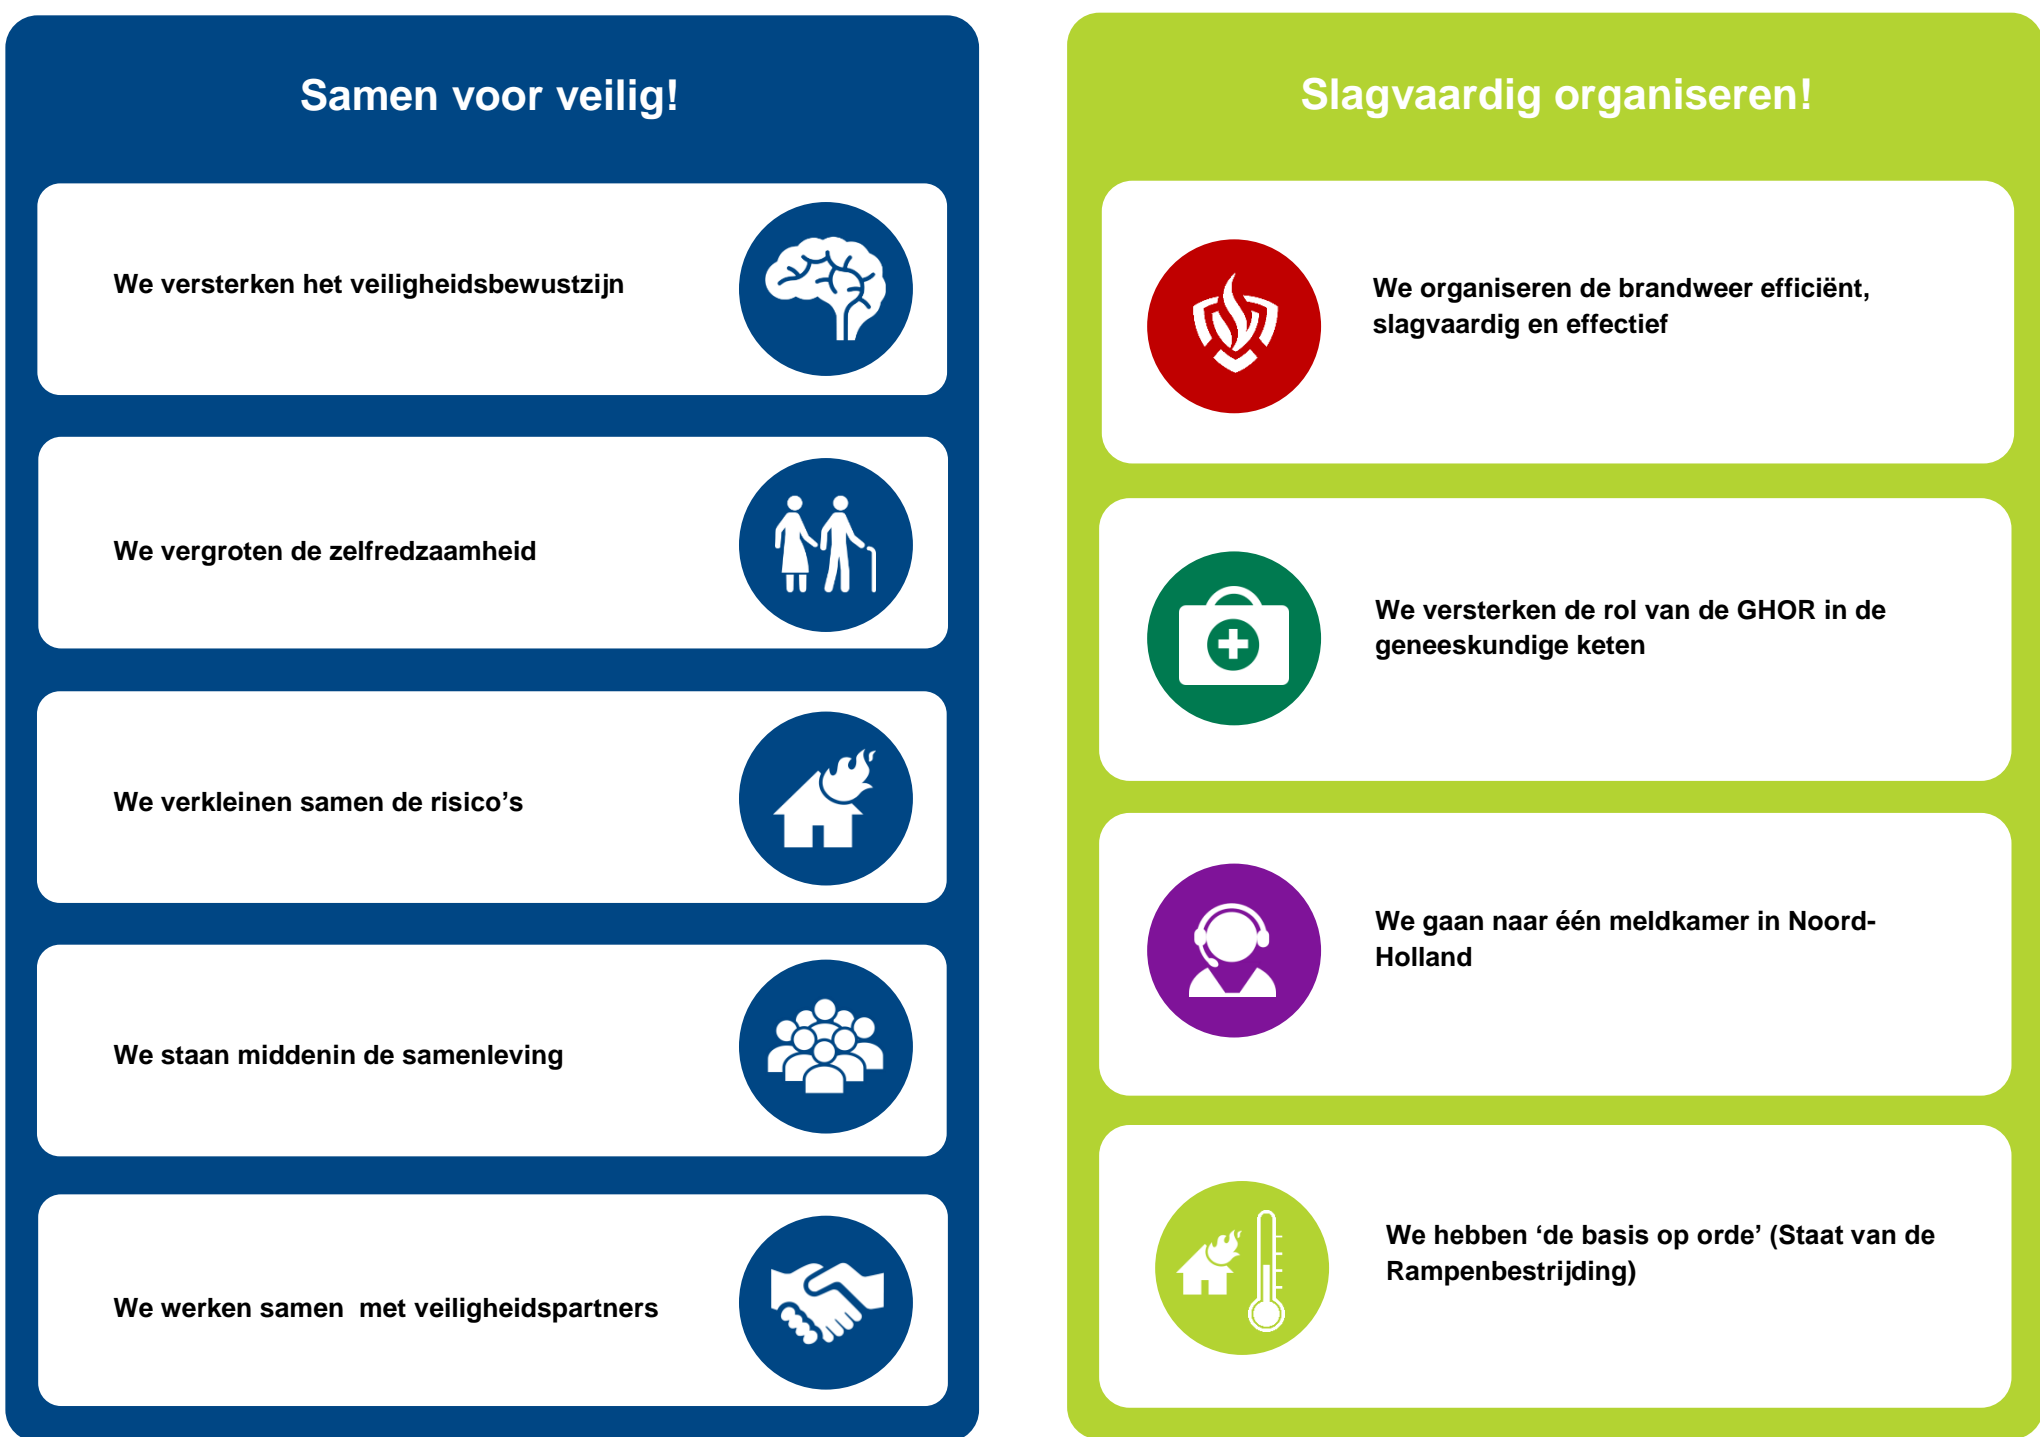 Samen voor veilig!
We versterken het veiligheidsbewustzijn
We vergroten de zelfredzaamheid
We verkleinen samen de risico’s
We staan middenin de samenleving
We werken samen  met veiligheidspartners
Slagvaardig organiseren!
We organiseren de brandweer efficiënt,
slagvaardig en effectief
We versterken de rol van de GHOR in de
geneeskundige keten
We gaan naar één meldkamer in Noord-
Holland
We hebben ‘de basis op orde’ (Staat van de
Rampenbestrijding)